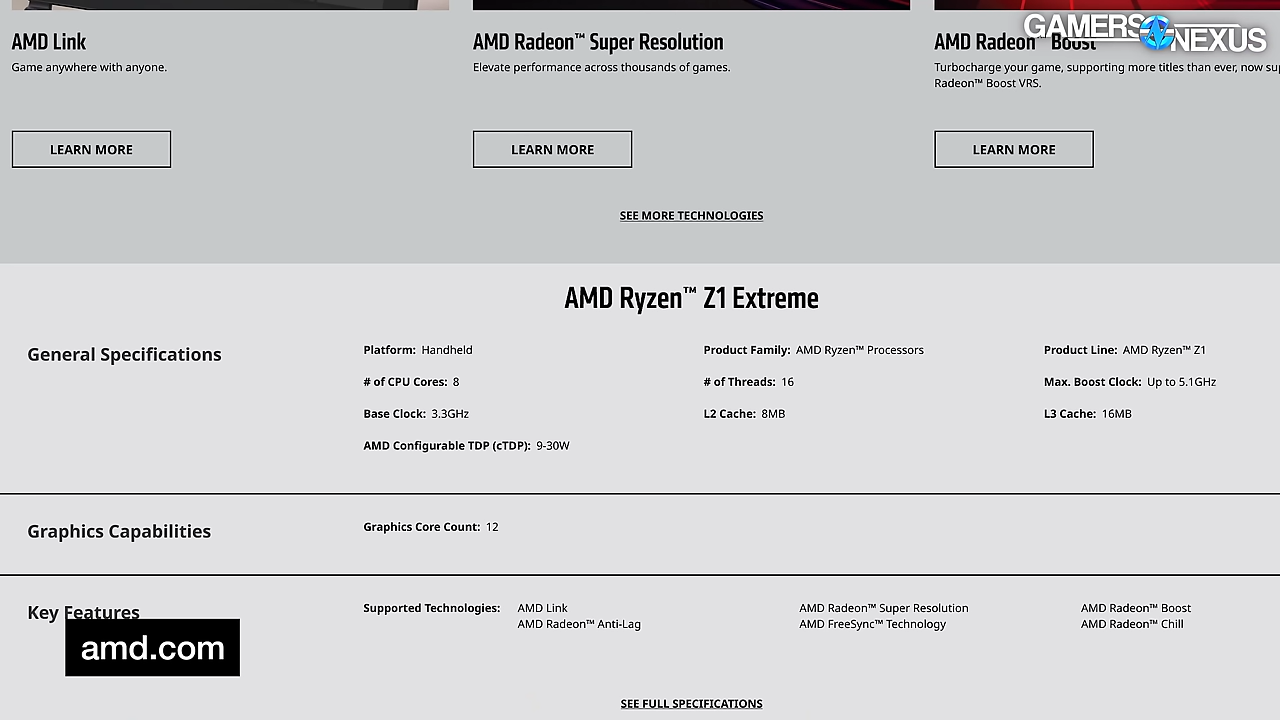 GAMERS NEXUS
AMD Link
Game anywhere with anyone.
LEARN MORE
AMD Radeon™ Super Resolution
Elevate performance across thousands of games.
LEARN MORE
AMD Radeon™ Boost
Turbocharge your game, supporting more titles than ever, now
Radeon™ Boost VRS.
LEARN MORE
SEE MORE TECHNOLOGIES
AMD Ryzen™ Z1 Extreme
General Specifications
Platform: Handheld
Product Family: AMD Ryzen™ Processors
Product Line: AMD Ryzen™ Z1
# of CPU Cores: 8
# of Threads: 16
Max. Boost Clock: Up to 5.1GHz
Base Clock: 3.3GHz
L2 Cache: 8MB
L3 Cache: 16MB
AMD Configurable TDP (cTDP): 9-30W
Graphics Capabilities
Graphics Core Count: 12
Key Features
Supported Technologies:
AMD Link
AMD Radeon™ Super Resolution
AMD Radeon™ Boost
AMD Radeon™ Anti-Lag
AMD FreeSync™ Technology
AMD Radeon™ Chill
amd.com
SEE FULL SPECIFICATIONS